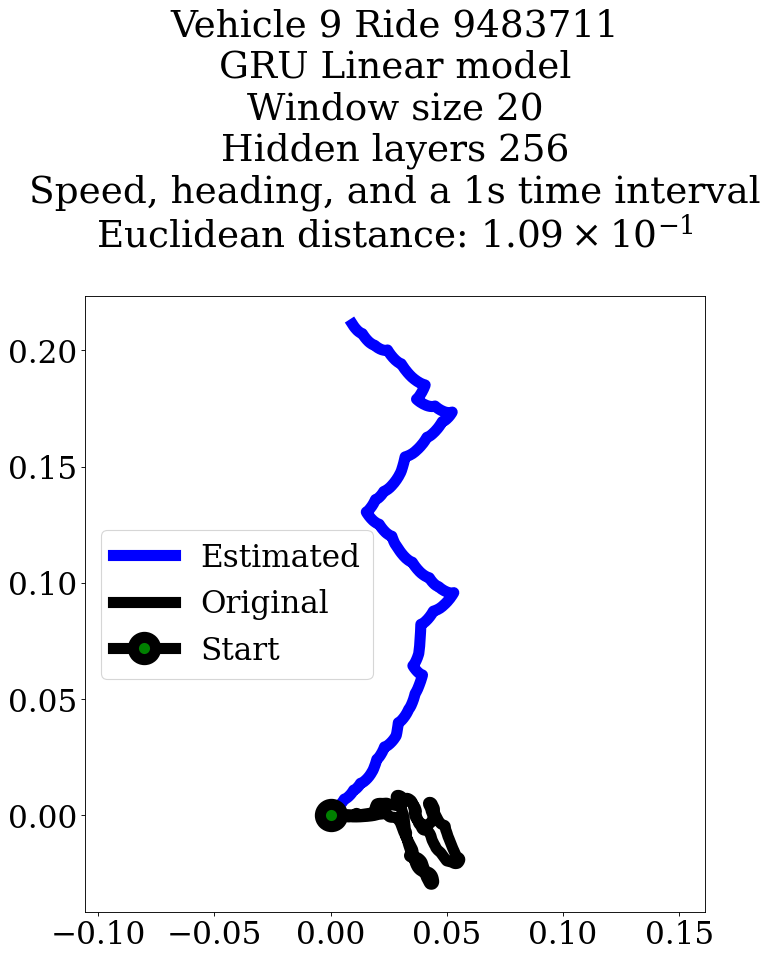 Vehicle 9 Ride 9483711
GRU Linear model
Window size 20
Hidden layers 256
Speed, heading, and a 1s time interval
Euclidean distance: 1.09 × 10⁻¹
0.20
0.15
0.10
0.05
0.00
Estimated
Original
Start
−0.10 −0.05 0.00 0.05 0.10 0.15